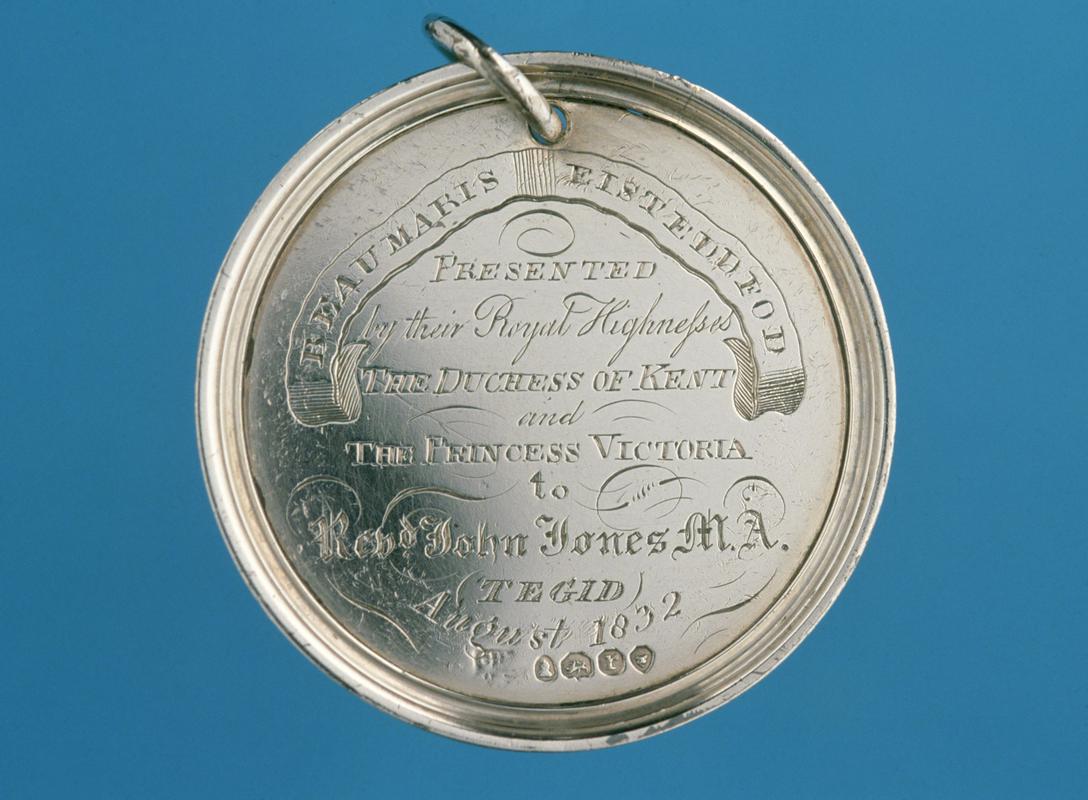 BEAUMARIS EISTEDDFOD
PRESENTED
by their Royal Highneſses
THE DUCHESS OF KENT
and
THE PRINCESS VICTORIA
to
Revd John Jones M.A.
(TEGID)
August 1832